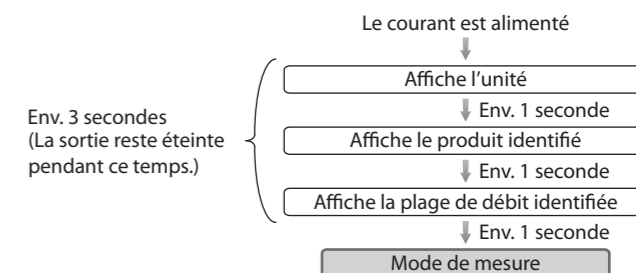 Le courant est alimenté
Affiche l'unité
Env. 1 seconde
Env. 3 secondes
(La sortie reste éteinte
pendant ce temps.)
Affiche le produit identifié
Env. 1 seconde
Affiche la plage de débit identifiée
Env. 1 seconde
Mode de mesure